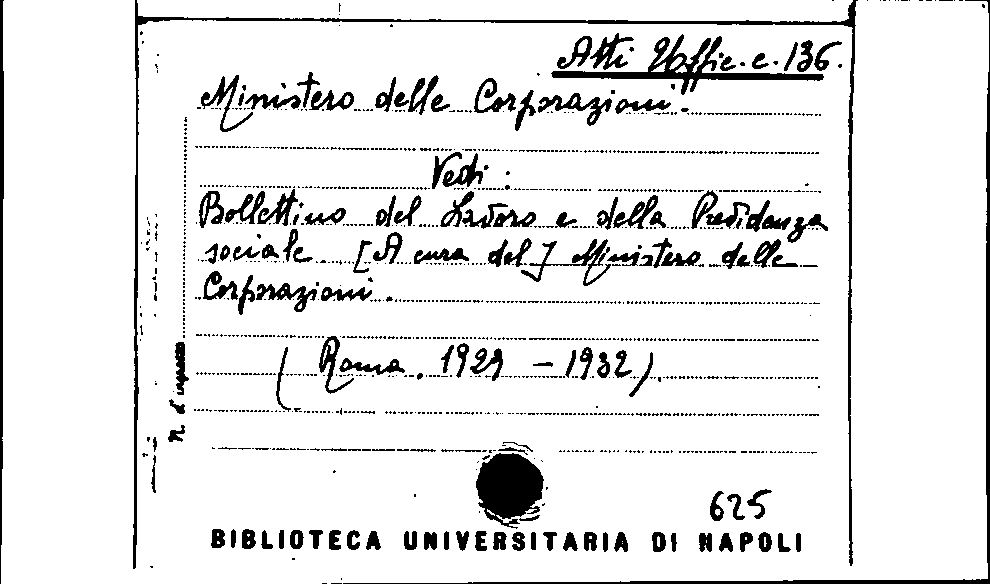 Atti Uffic. c. 136.
Ministero delle Corporazioni.
Vedi :
Bollettino del Lavoro e della Previdenza
sociale. [A cura del] Ministero delle
Corporazioni.
(Roma. 1929 - 1932).
N. d'ingresso
625
BIBLIOTECA UNIVERSITARIA DI NAPOLI